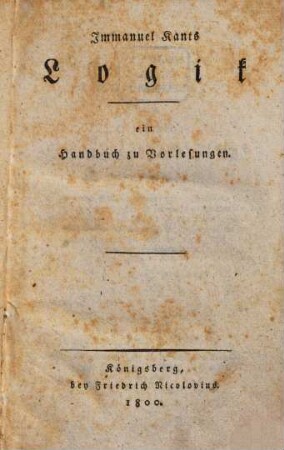 Immanuel Kants
Logik
ein
Handbuch zu Vorlesungen.
Königsberg,
bey Friedrich Nicolovius.
1800.